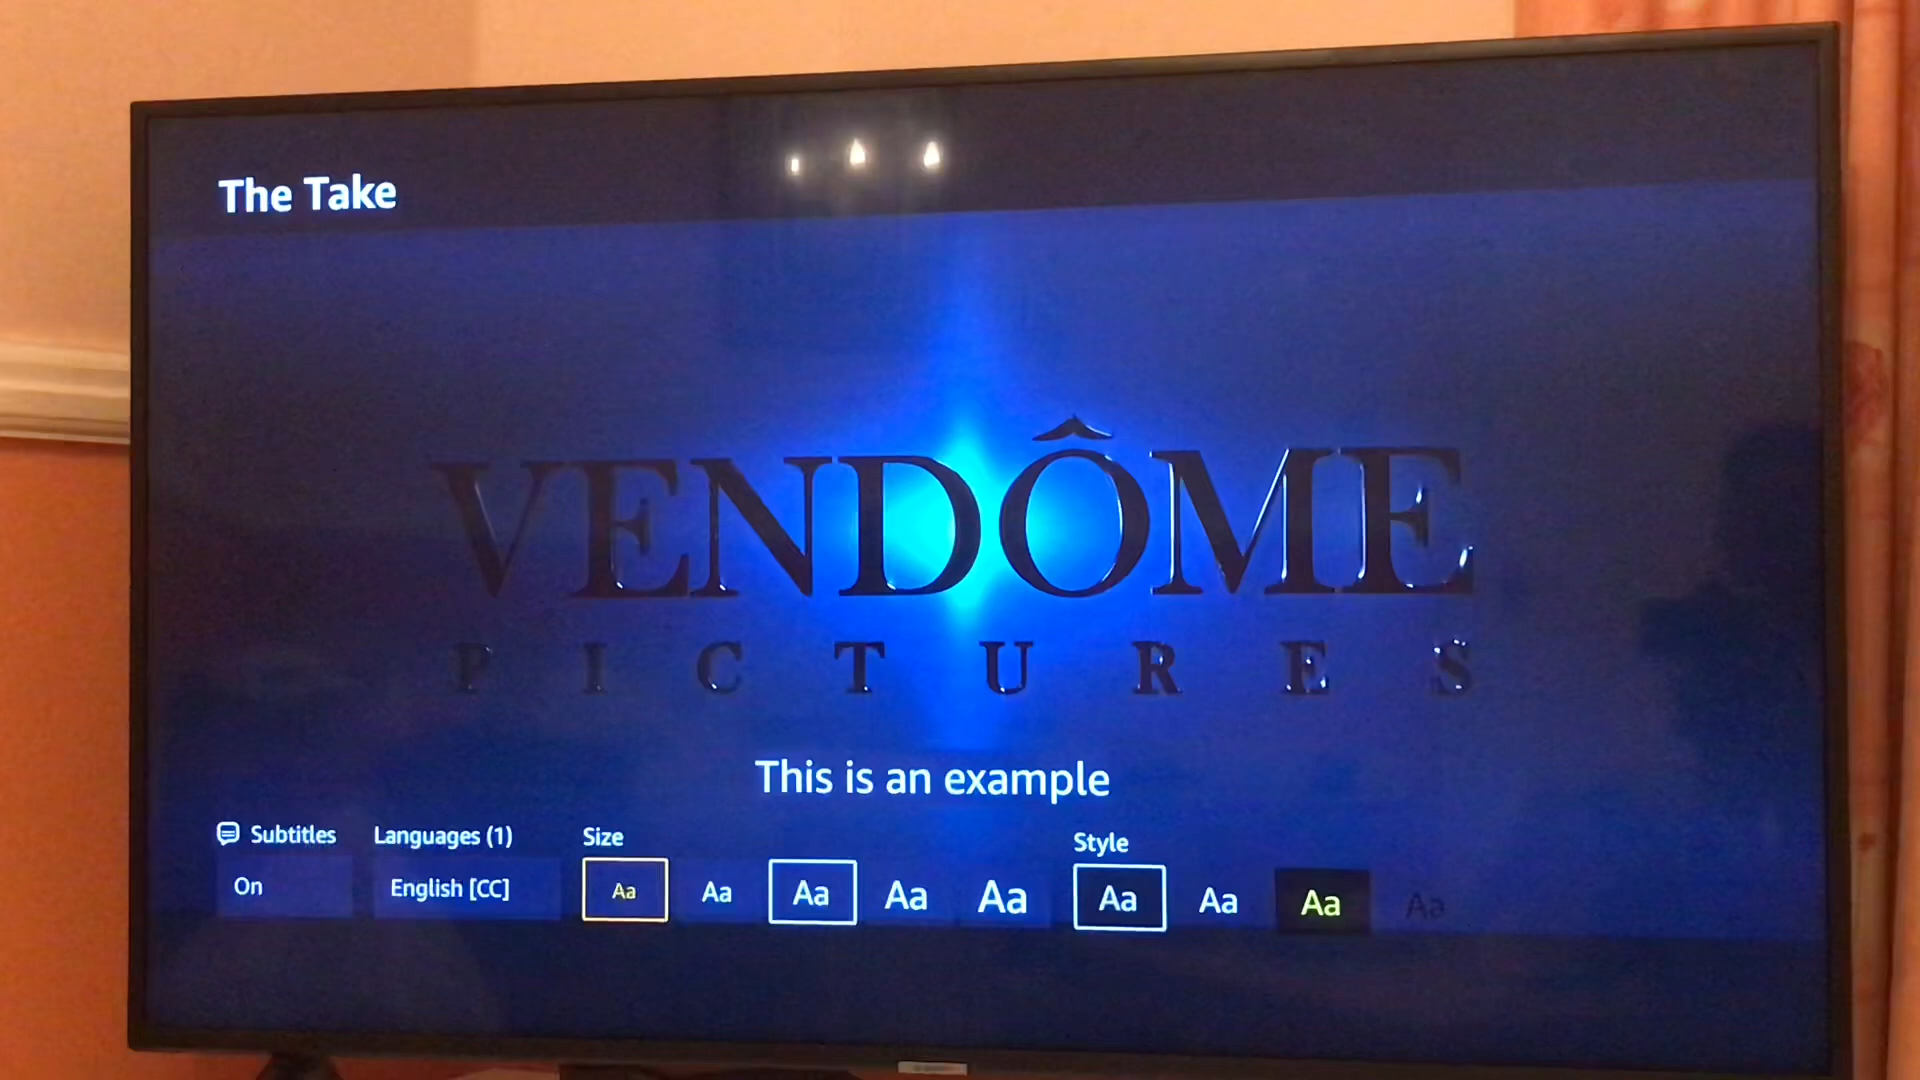 The Take
VENDÔME
PICTURES
This is an example
Subtitles Languages (1) Size Style
On English [CC] Aa Aa Aa Aa Aa Aa Aa Aa Aa